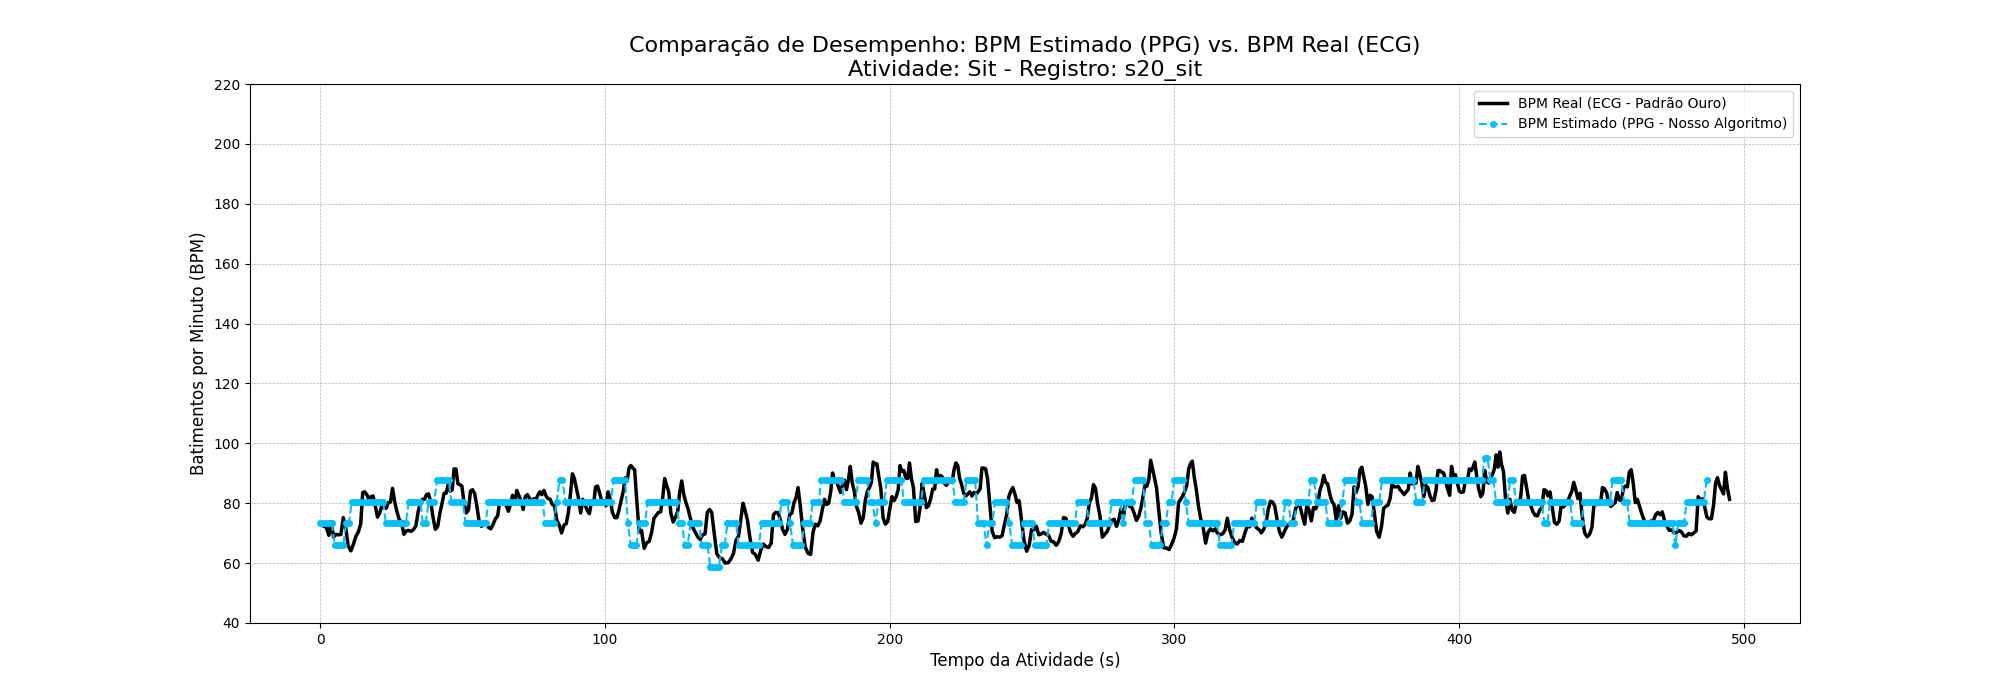 Comparação de Desempenho: BPM Estimado (PPG) vs. BPM Real (ECG)
Atividade: Sit - Registro: s20_sit
BPM Real (ECG - Padrão Ouro)
BPM Estimado (PPG - Nosso Algoritmo)
Batimentos por Minuto (BPM)
220
200
180
160
140
120
100
80
60
40
0 100 200 300 400 500
Tempo da Atividade (s)